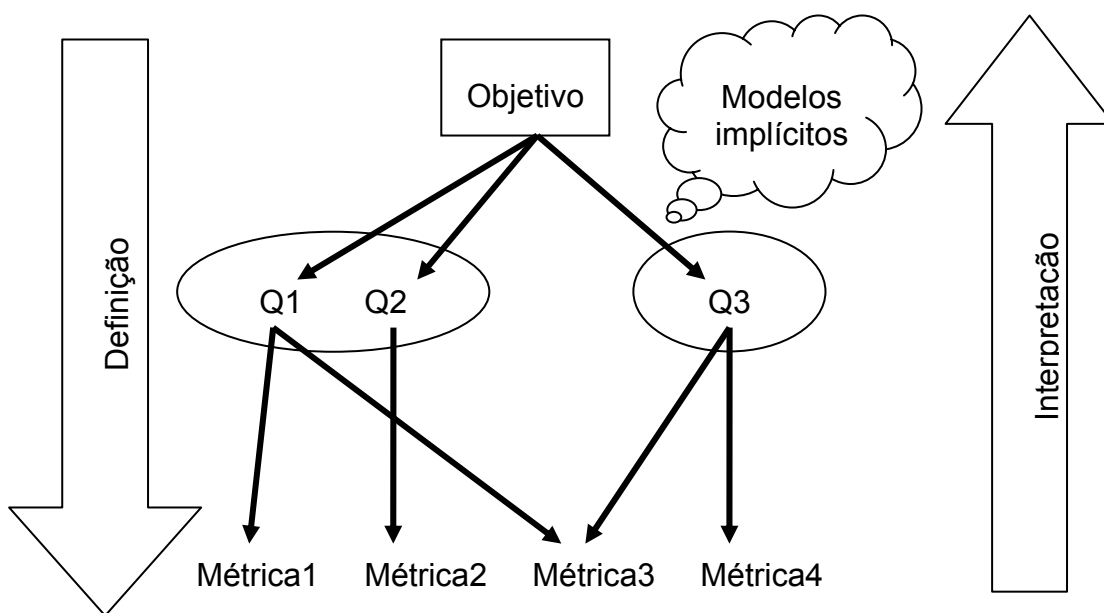 Objetivo
Modelos
implícitos
Definição
Q1
Q2
Q3
Interpretacão
Métrica1
Métrica2
Métrica3
Métrica4